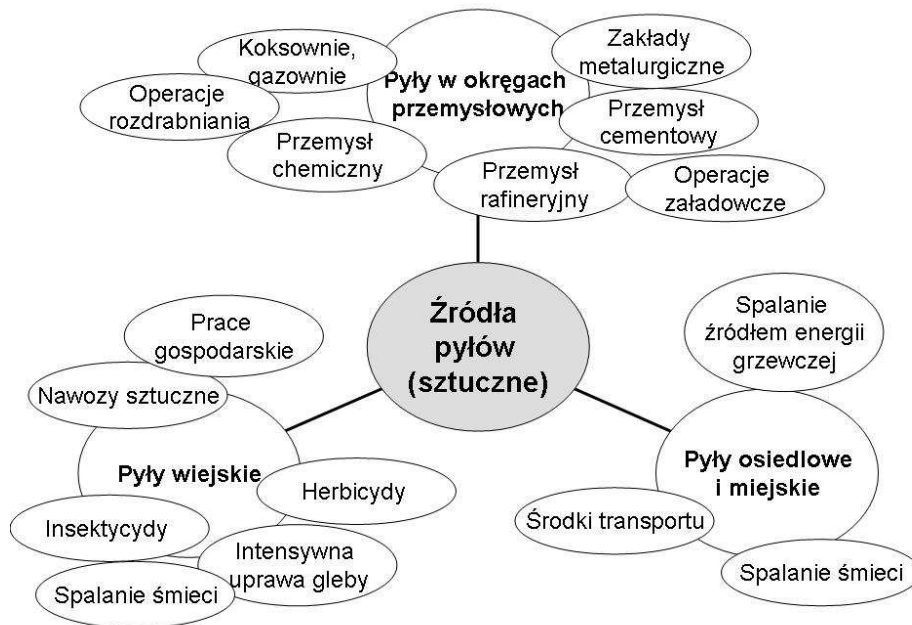 Koksownie,
gazownie
Operacje
rozdrabniania
Przemysł
chemiczny
Pyły w okręgach
przemysłowych
Zakłady
metalurgiczne
Przemysł
cementowy
Przemysł
rafineryjny
Operacje
załadowcze
Źródła
pyłów
(sztuczne)
Prace
gospodarskie
Nawozy sztuczne
Pyły wiejskie
Herbicydy
Insektycydy
Intensywna
uprawa gleby
Spalanie śmieci
Spalanie
źródłem energii
grzewczej
Pyły osiedlowe
i miejskie
Środki transportu
Spalanie śmieci